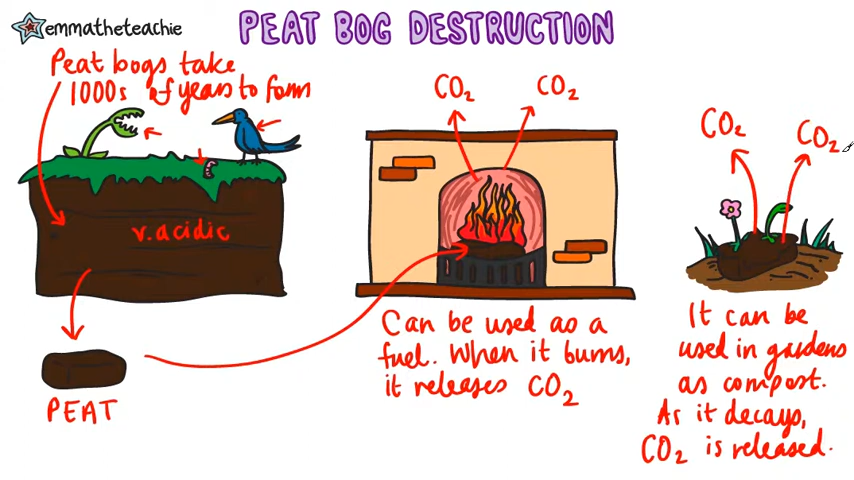 emmatheteachie
PEAT BOG DESTRUCTION
Peat bogs take
1000s of years to form
v. acidic
PEAT
CO2
CO2
Can be used as a
fuel. When it burns,
it releases CO2
CO2
CO2
It can be
used in gardens
as compost.
As it decays,
CO2 is released.